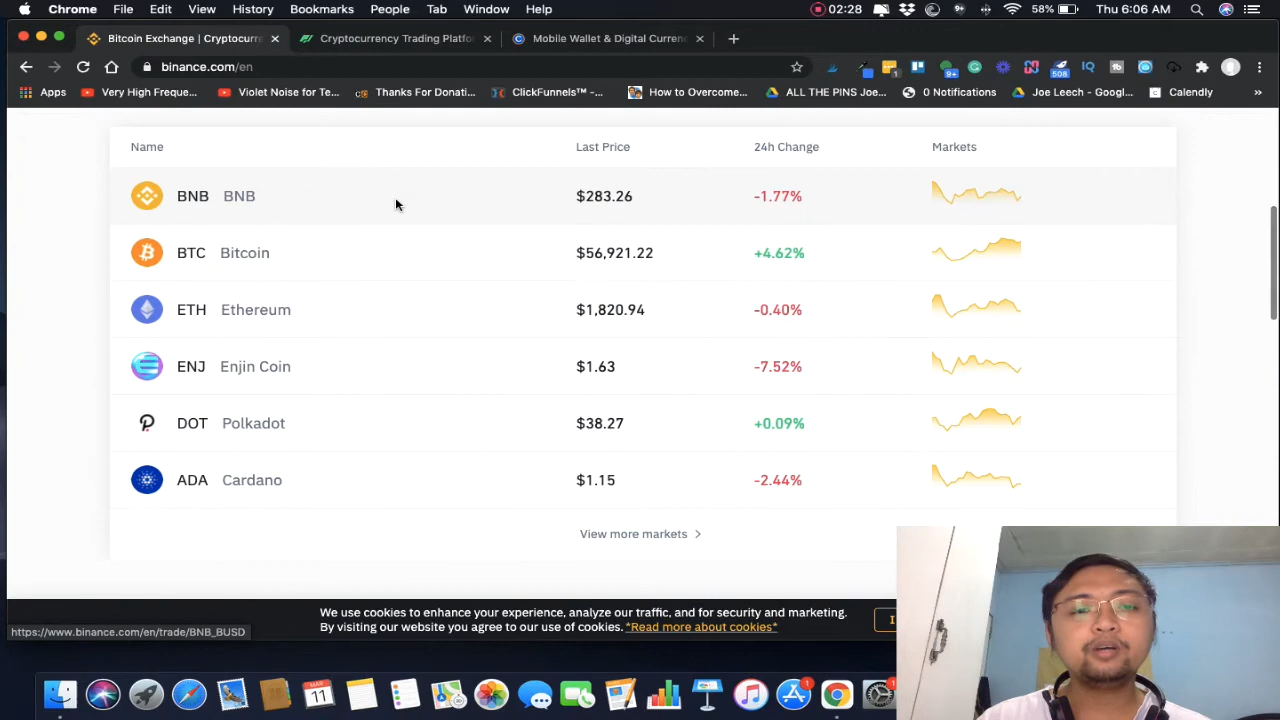 Chrome File Edit View History Bookmarks People Tab Window Help 02:28 58% Thu 6:06 AM
Bitcoin Exchange | Cryptocurr Cryptocurrency Trading Platfo Mobile Wallet & Digital Curren
binance.com/en 1 9+ 508 IQ
Apps Very High Freque... Violet Noise for Te... Thanks For Donati... ClickFunnels™ -... How to Overcome... ALL THE PINS Joe... 0 Notifications Joe Leech - Googl... Calendly »
Name Last Price 24h Change Markets
BNB BNB $283.26 -1.77%
BTC Bitcoin $56,921.22 +4.62%
ETH Ethereum $1,820.94 -0.40%
ENJ Enjin Coin $1.63 -7.52%
DOT Polkadot $38.27 +0.09%
ADA Cardano $1.15 -2.44%
View more markets
We use cookies to enhance your experience, analyze our traffic, and for security and marketing.
By visiting our website you agree to our use of cookies. *Read more about cookies*
https://www.binance.com/en/trade/BNB_BUSD
MAR
11
1